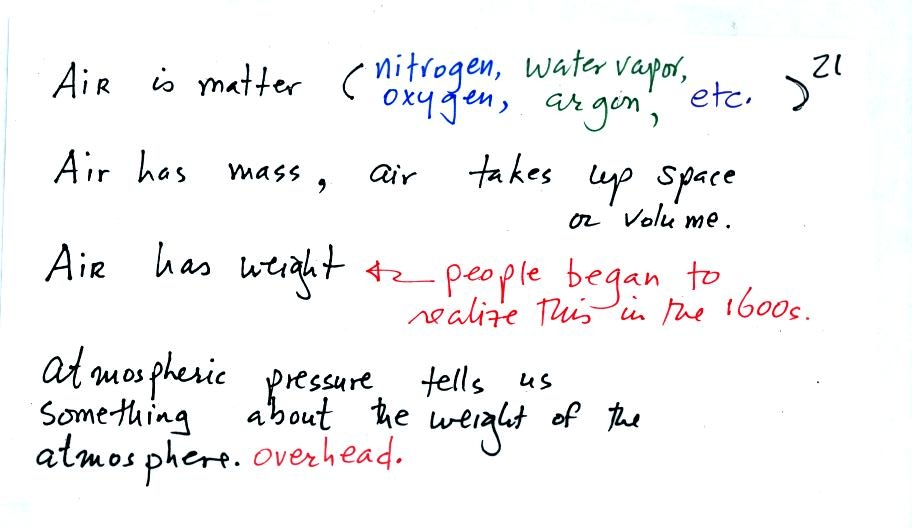 Air is matter (nitrogen, water vapor, oxygen, argon, etc.) 21
Air has mass, air takes up space
or volume.
Air has weight ← people began to
realize this in the 1600s.
atmospheric pressure tells us
something about the weight of the
atmosphere. overhead.